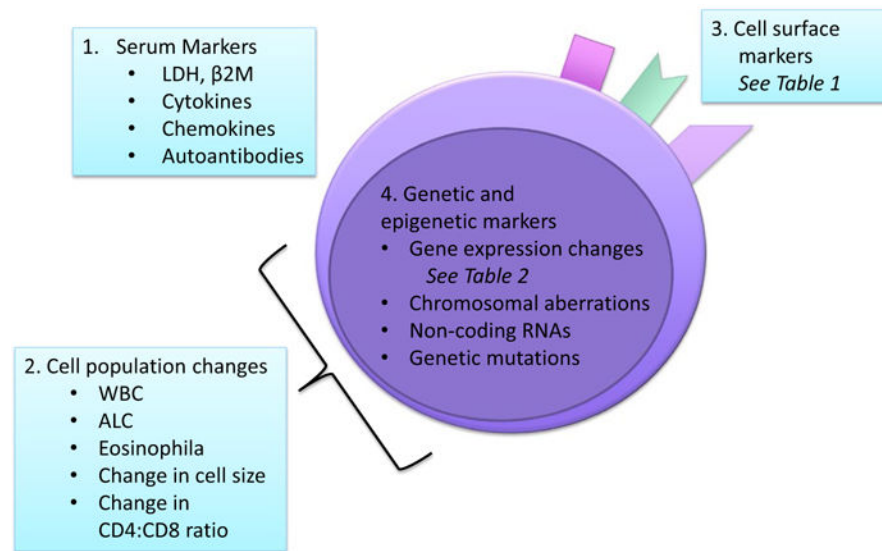 1. Serum Markers
• LDH, β2M
• Cytokines
• Chemokines
• Autoantibodies
2. Cell population changes
• WBC
• ALC
• Eosinophila
• Change in cell size
• Change in
CD4:CD8 ratio
3. Cell surface
markers
See Table 1
4. Genetic and
epigenetic markers
• Gene expression changes
See Table 2
• Chromosomal aberrations
• Non-coding RNAs
• Genetic mutations